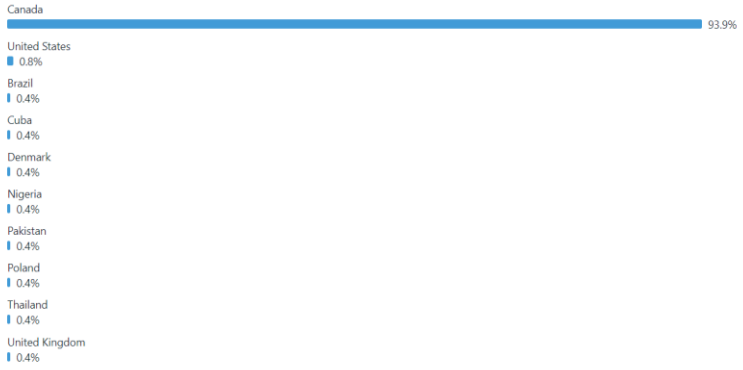 Canada
93.9%
United States
0.8%
Brazil
0.4%
Cuba
0.4%
Denmark
0.4%
Nigeria
0.4%
Pakistan
0.4%
Poland
0.4%
Thailand
0.4%
United Kingdom
0.4%